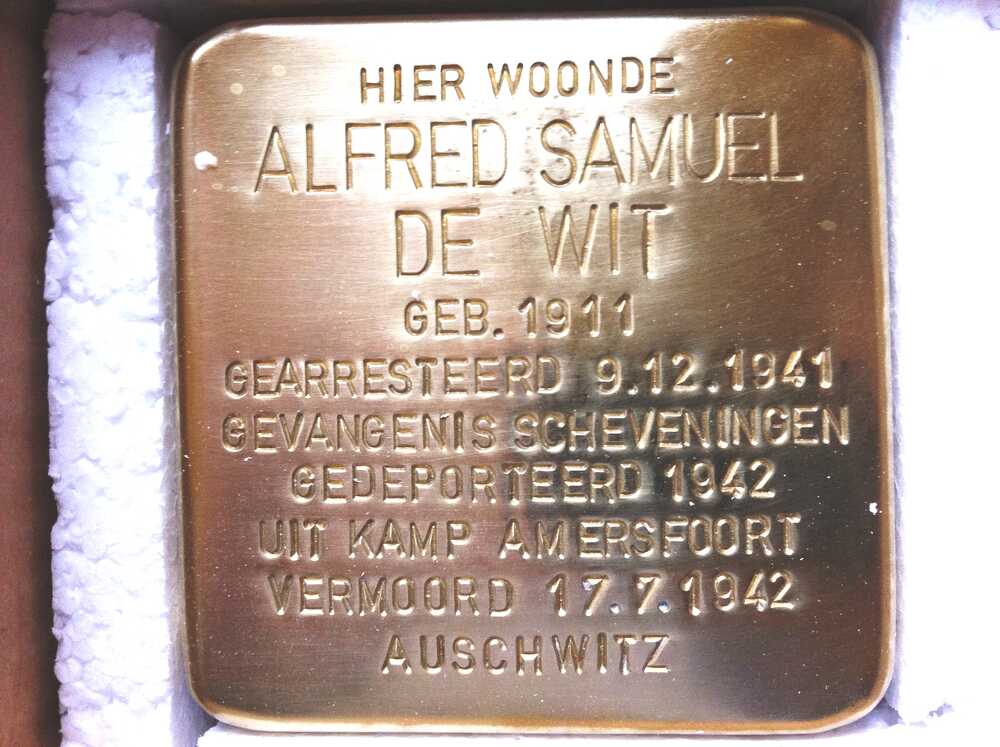 HIER WOONDE
ALFRED SAMUEL
DE WIT
GEB. 1911
GEARRESTEERD 9.12.1941
GEVANGENIS SCHEVENINGEN
GEDEPORTEERD 1942
UIT KAMP AMERSFOORT
VERMOORD 17.7.1942
AUSCHWITZ